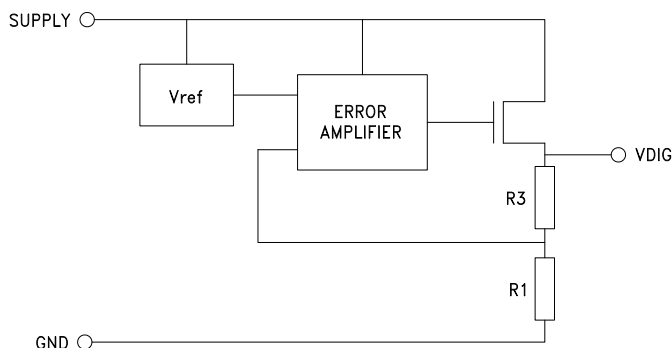 SUPPLY
Vref
ERROR
AMPLIFIER
VDIG
R3
R1
GND